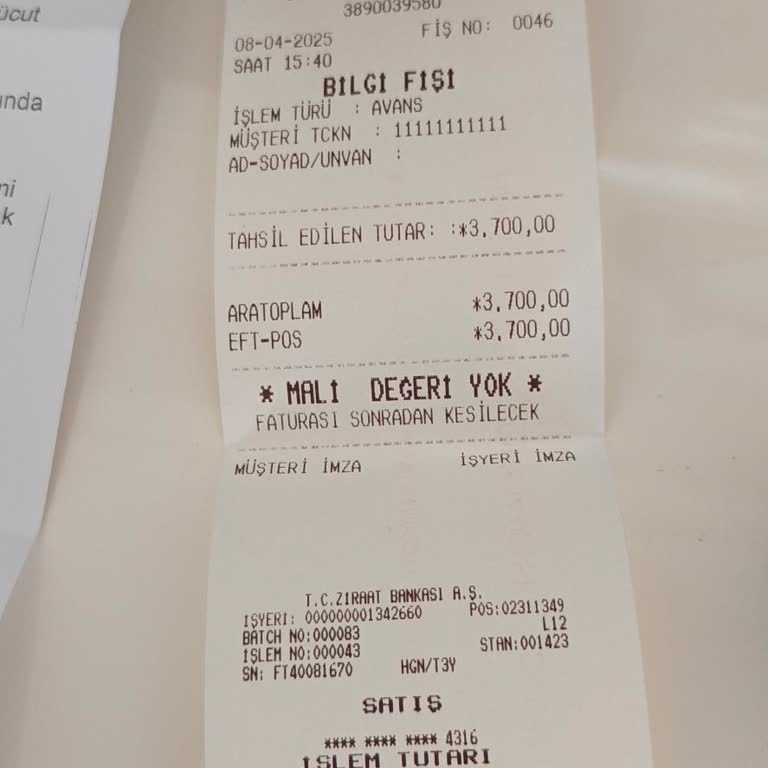 ücut
ında
ni
k
3890039580
08-04-2025 FİŞ NO: 0046
SAAT 15:40
BİLGİ FİŞİ
İŞLEM TÜRÜ : AVANS
MÜŞTERİ TCKN : 11111111111
AD-SOYAD/UNVAN :
TAHSİL EDİLEN TUTAR: :*3.700,00
ARATOPLAM *3.700,00
EFT-POS *3.700,00
* MALİ DEĞERİ YOK *
FATURASI SONRADAN KESİLECEK
MÜŞTERİ İMZA İŞYERİ İMZA
T.C.ZİRAAT BANKASI A.Ş.
İŞYERİ: 000000001342660 POS:02311349
L12
BATCH NO:000083
İŞLEM NO:000043 STAN:001423
SN: FT40081670 HGN/T3Y
SATIŞ
**** **** **** 4316
İŞLEM TUTARI